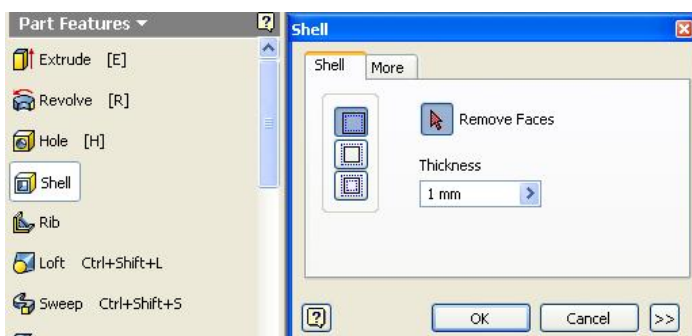 Part Features
Extrude [E]
Revolve [R]
Hole [H]
Shell
Rib
Loft Ctrl+Shift+L
Sweep Ctrl+Shift+S
Shell
Shell More
Remove Faces
Thickness
1 mm
OK Cancel >>